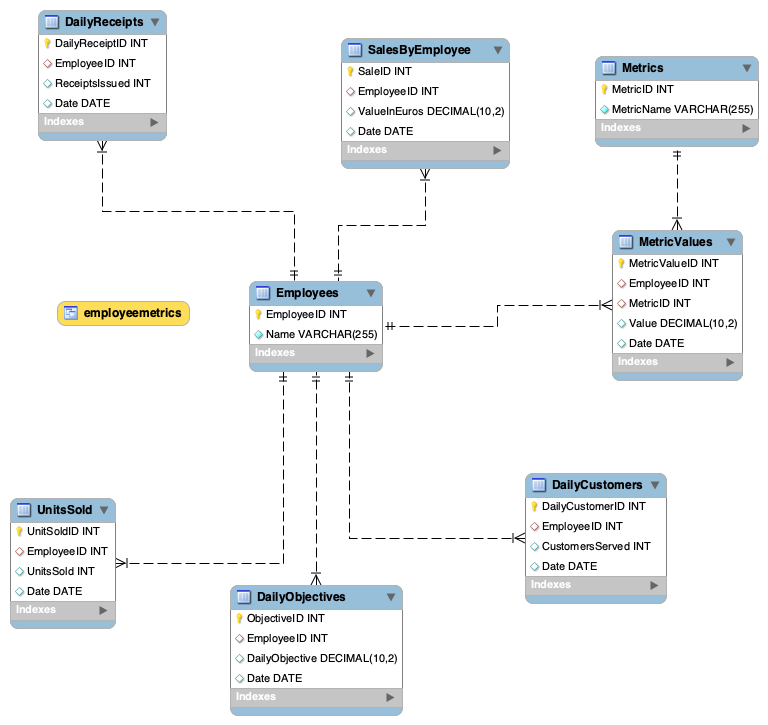 DailyReceipts
DailyReceiptID INT
EmployeeID INT
ReceiptsIssued INT
Date DATE
Indexes
SalesByEmployee
SaleID INT
EmployeeID INT
ValueInEuros DECIMAL(10,2)
Date DATE
Indexes
Metrics
MetricID INT
MetricName VARCHAR(255)
Indexes
MetricValues
MetricValueID INT
EmployeeID INT
MetricID INT
Value DECIMAL(10,2)
Date DATE
Indexes
employeemetrics
Employees
EmployeeID INT
Name VARCHAR(255)
Indexes
UnitsSold
UnitSoldID INT
EmployeeID INT
UnitsSold INT
Date DATE
Indexes
DailyObjectives
ObjectiveID INT
EmployeeID INT
DailyObjective DECIMAL(10,2)
Date DATE
Indexes
DailyCustomers
DailyCustomerID INT
EmployeeID INT
CustomersServed INT
Date DATE
Indexes